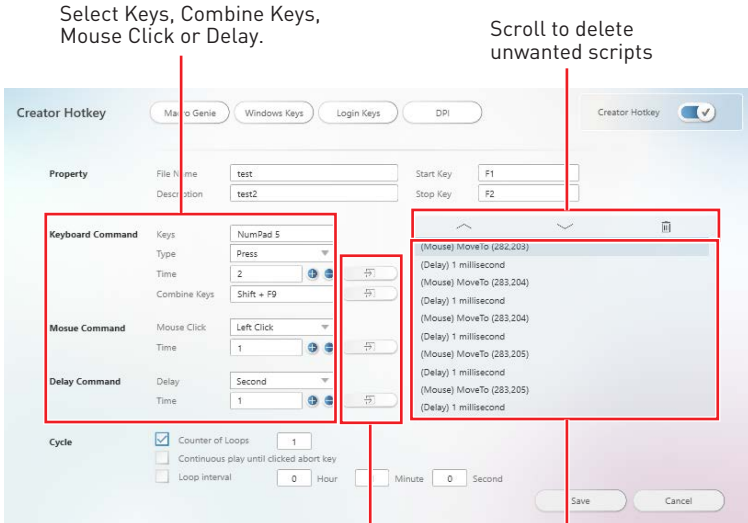 Select Keys, Combine Keys,
Mouse Click or Delay.
Scroll to delete
unwanted scripts
Creator Hotkey
Macro Genie
Windows Keys
Login Keys
DPI
Creator Hotkey
Property
File Name
test
Start Key
F1
Description
test2
Stop Key
F2
Keyboard Command
Keys
NumPad 5
Type
Press
Time
2
Combine Keys
Shift + F9
Mosue Command
Mouse Click
Left Click
Time
1
Delay Command
Delay
Second
Time
1
(Mouse) MoveTo (282,203)
(Delay) 1 millisecond
(Mouse) MoveTo (283,204)
(Delay) 1 millisecond
(Mouse) MoveTo (283,204)
(Delay) 1 millisecond
(Mouse) MoveTo (283,205)
(Delay) 1 millisecond
(Mouse) MoveTo (283,205)
(Delay) 1 millisecond
Cycle
Counter of Loops
1
Continuous play until clicked abort key
Loop interval
0 Hour
Minute
0 Second
Save
Cancel